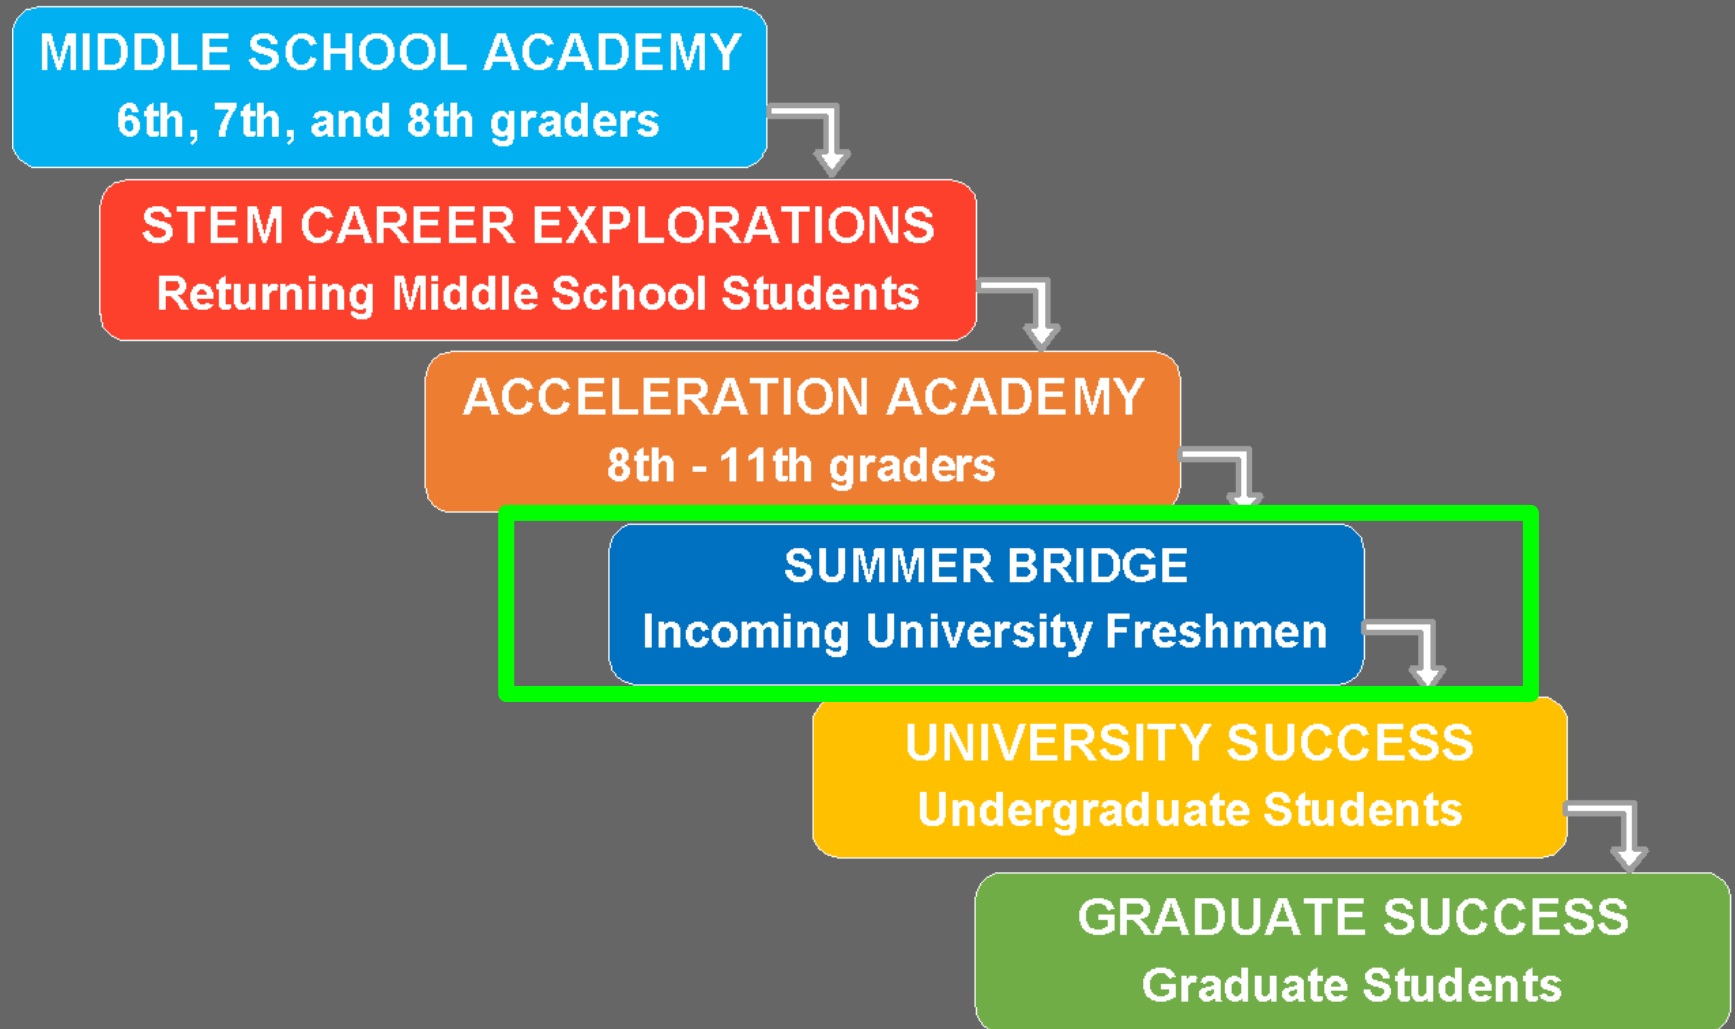 MIDDLE SCHOOL ACADEMY
6th, 7th, and 8th graders
STEM CAREER EXPLORATIONS
Returning Middle School Students
ACCELERATION ACADEMY
8th - 11th graders
SUMMER BRIDGE
Incoming University Freshmen
UNIVERSITY SUCCESS
Undergraduate Students
GRADUATE SUCCESS
Graduate Students